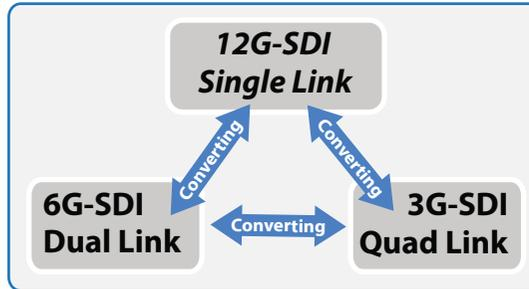 12G-SDI
Single Link
Converting
Converting
6G-SDI
Dual Link
Converting
3G-SDI
Quad Link